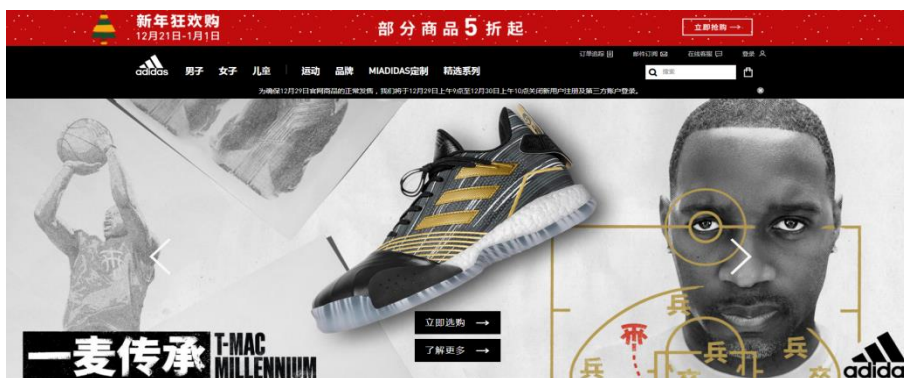 新年狂欢购
12月21日-1月1日
部分商品5折起
立即抢购 →
订单追踪
邮件订阅
在线客服
登录
adidas
男子 女子 儿童 运动 品牌 MIADIDAS定制 精选系列
搜索
为确保12月29日官网商品的正常发售，我们将于12月29日上午9点至12月30日上午10点关闭新用户注册及第三方账户登录。
立即选购 →
了解更多 →
一麦传承
T-MAC
MILLENNIUM
兵
兵
兵
兵
卒
卒
adidas